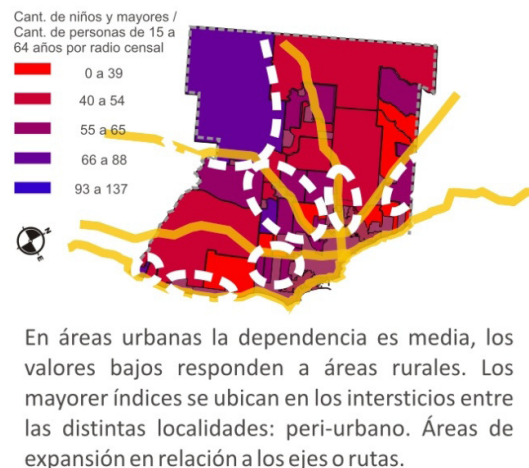 Cant. de niños y mayores /
Cant. de personas de 15 a
64 años por radio censal
0 a 39
40 a 54
55 a 65
66 a 88
93 a 137
N
E
En áreas urbanas la dependencia es media, los
valores bajos responden a áreas rurales. Los
mayorer índices se ubican en los intersticios entre
las distintas localidades: peri-urbano. Áreas de
expansión en relación a los ejes o rutas.